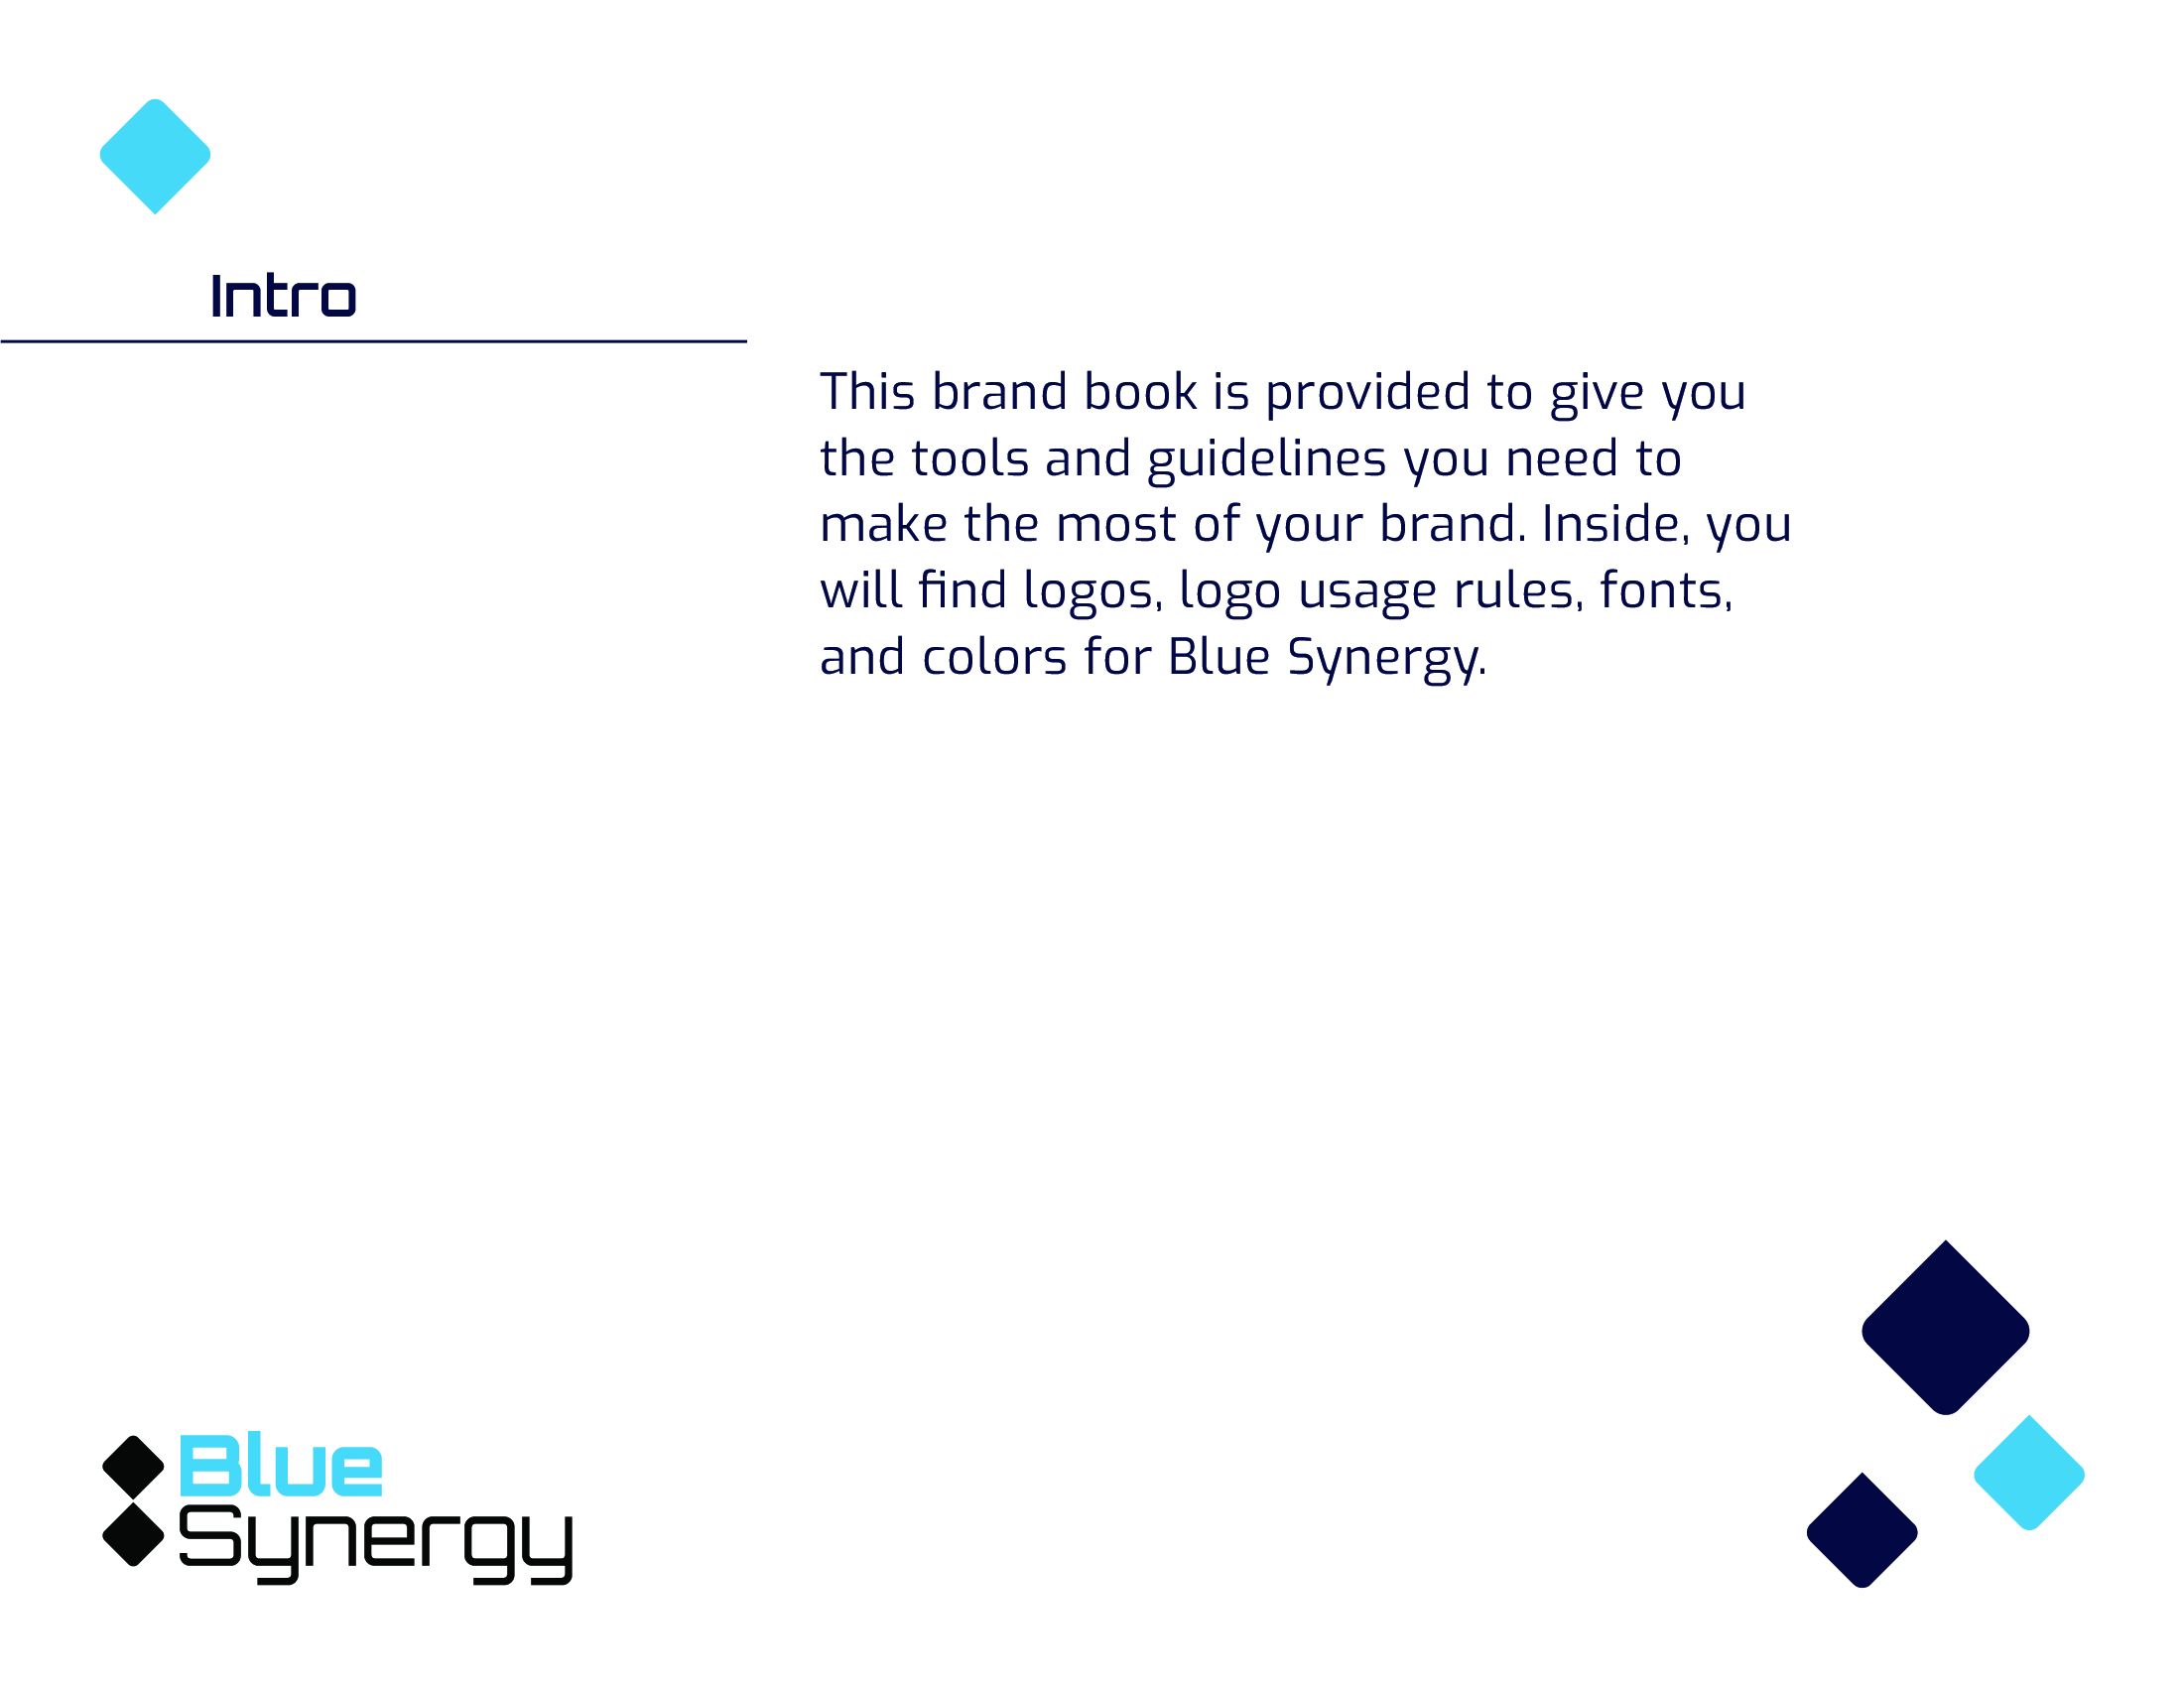 Intro
This brand book is provided to give you
the tools and guidelines you need to
make the most of your brand. Inside, you
will find logos, logo usage rules, fonts,
and colors for Blue Synergy.
Blue
Synergy